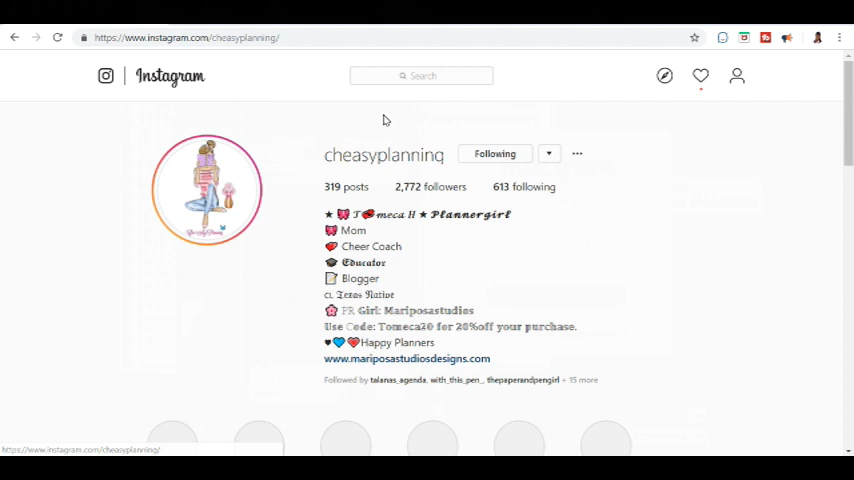 https://www.instagram.com/cheasyplanning/
Instagram
Search
cheasyplanning Following
319 posts 2,772 followers 613 following
★ 🎀 𝓣💋𝓶𝓮𝓬𝓪 𝓗 ★ 𝓟𝓵𝓪𝓷𝓷𝓮𝓻𝓰𝓲𝓻𝓵
🎀 Mom
Cheer Coach
🎓 𝕰𝖉𝖚𝖈𝖆𝖙𝖔𝖗
📝 Blogger
CL 𝔗𝔢𝔵𝔞𝔰 𝔑𝔞𝔱𝔦𝔳𝔢
🌸 PR Girl: Mariposastudios
Use Code: Tomeca20 for 20%off your purchase.
♥💙Happy Planners
www.mariposastudiosdesigns.com
Followed by talanas_agenda, with_this_pen_, thepaperandpengirl + 15 more
https://www.instagram.com/cheasyplanning/